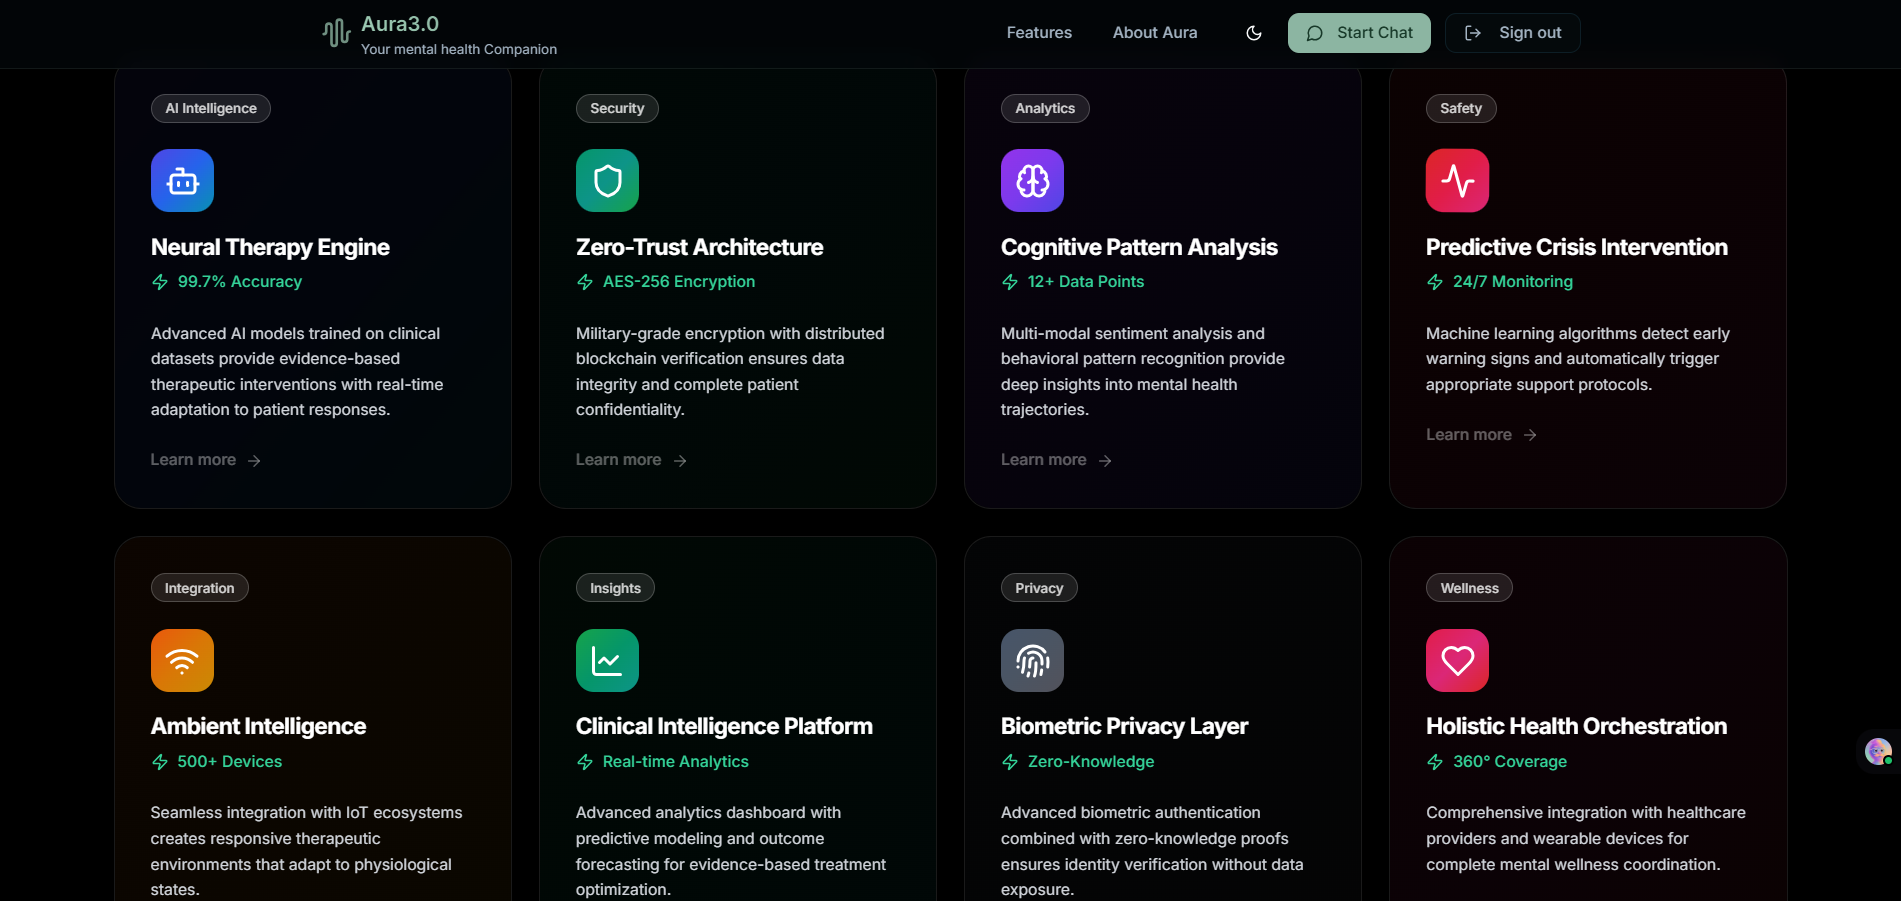 Aura3.0
Your mental health Companion
Features
About Aura
Start Chat
Sign out
AI Intelligence
Neural Therapy Engine
99.7% Accuracy
Advanced AI models trained on clinical
datasets provide evidence-based
therapeutic interventions with real-time
adaptation to patient responses.
Learn more
Security
Zero-Trust Architecture
AES-256 Encryption
Military-grade encryption with distributed
blockchain verification ensures data
integrity and complete patient
confidentiality.
Learn more
Analytics
Cognitive Pattern Analysis
12+ Data Points
Multi-modal sentiment analysis and
behavioral pattern recognition provide
deep insights into mental health
trajectories.
Learn more
Safety
Predictive Crisis Intervention
24/7 Monitoring
Machine learning algorithms detect early
warning signs and automatically trigger
appropriate support protocols.
Learn more
Integration
Ambient Intelligence
500+ Devices
Seamless integration with IoT ecosystems
creates responsive therapeutic
environments that adapt to physiological
states.
Insights
Clinical Intelligence Platform
Real-time Analytics
Advanced analytics dashboard with
predictive modeling and outcome
forecasting for evidence-based treatment
optimization.
Privacy
Biometric Privacy Layer
Zero-Knowledge
Advanced biometric authentication
combined with zero-knowledge proofs
ensures identity verification without data
exposure.
Wellness
Holistic Health Orchestration
360° Coverage
Comprehensive integration with healthcare
providers and wearable devices for
complete mental wellness coordination.